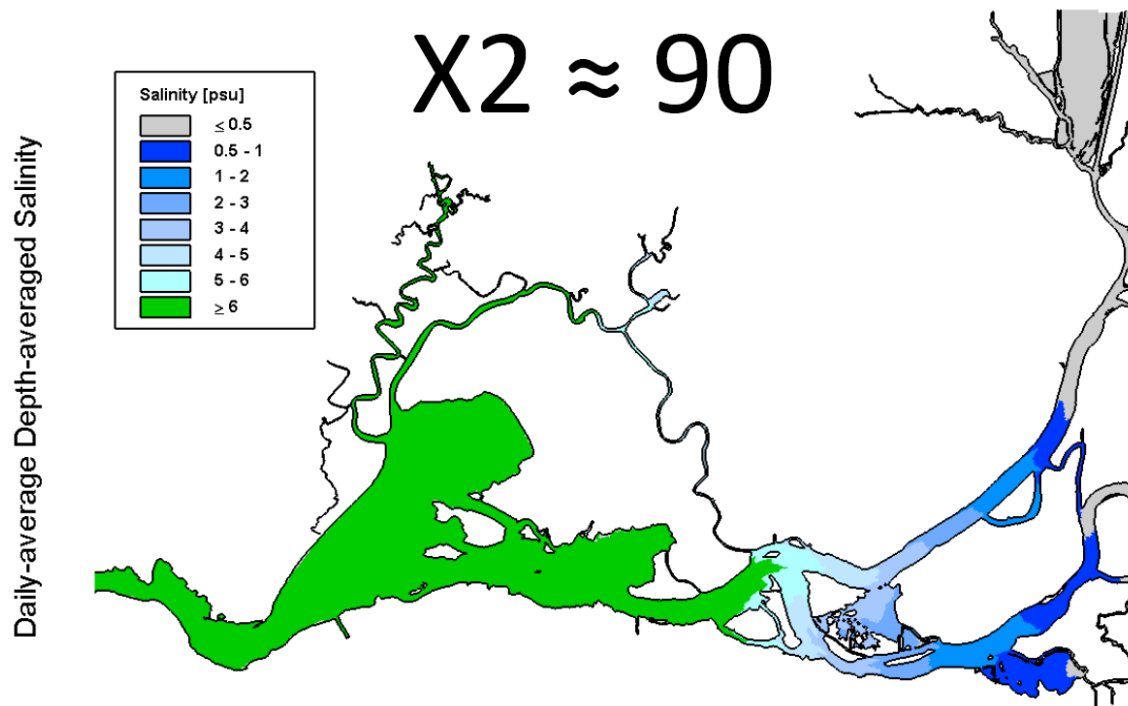 X2 ≈ 90
Daily-average Depth-averaged Salinity
Salinity [psu]
≤ 0.5
0.5 - 1
1 - 2
2 - 3
3 - 4
4 - 5
5 - 6
≥ 6